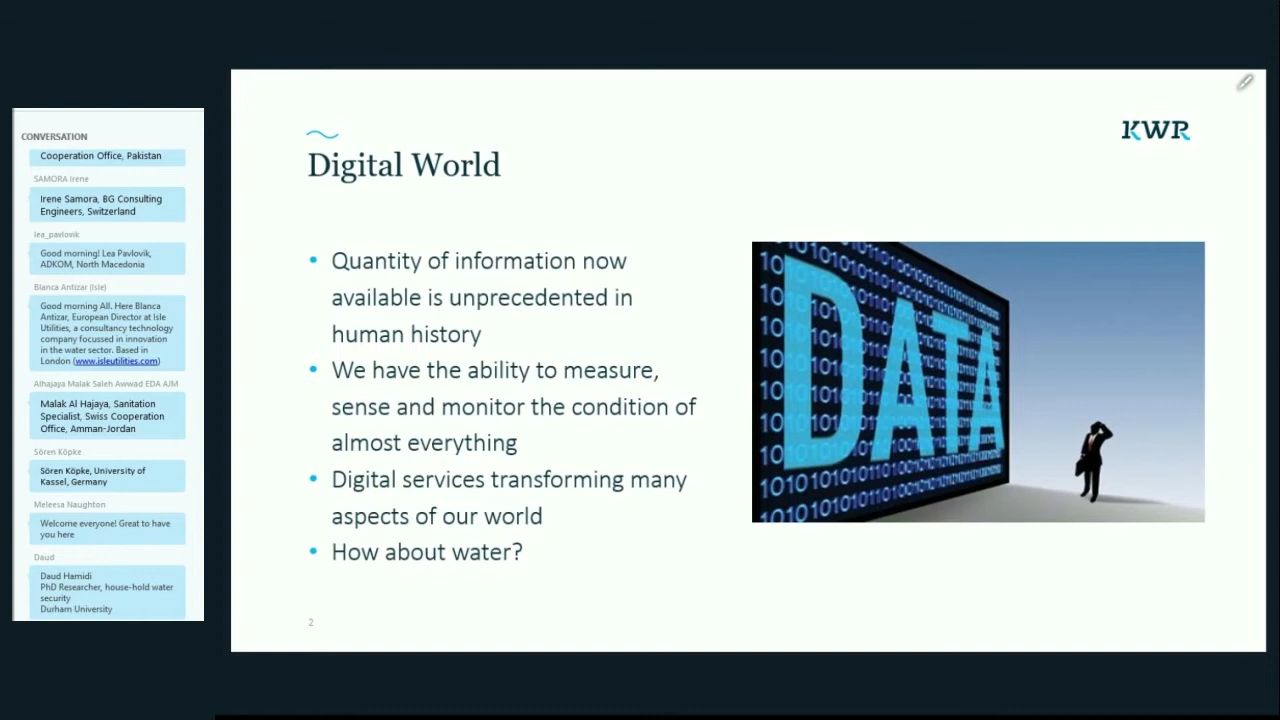 CONVERSATION
Cooperation Office, Pakistan
SAMORA Irene
Irene Samora, BG Consulting
Engineers, Switzerland
lea_pavlovik
Good morning! Lea Pavlovik,
ADKOM, North Macedonia
Blanca Antizar (Isle)
Good morning All. Here Blanca
Antizar, European Director at Isle
Utilities, a consultancy technology
company focussed in innovation
in the water sector. Based in
London (www.isleutilities.com)
Alhajaya Malak Saleh Awwad EDA AJM
Malak Al Hajaya, Sanitation
Specialist, Swiss Cooperation
Office, Amman-Jordan
Sören Köpke
Sören Köpke, University of
Kassel, Germany
Meleesa Naughton
Welcome everyone! Great to have
you here
Daud
Daud Hamidi
PhD Researcher, house-hold water
security
Durham University
KWR
Digital World
• Quantity of information now
available is unprecedented in
human history
• We have the ability to measure,
sense and monitor the condition of
almost everything
• Digital services transforming many
aspects of our world
• How about water?
DATA
2